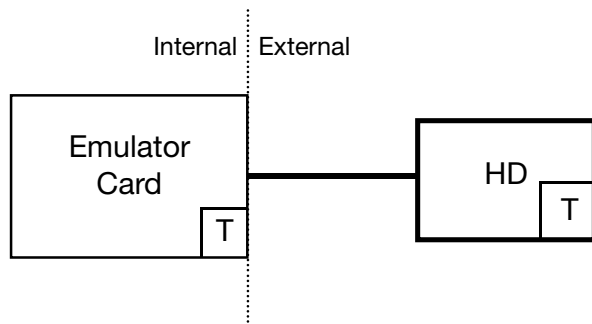 Internal External
Emulator
Card
T
HD
T